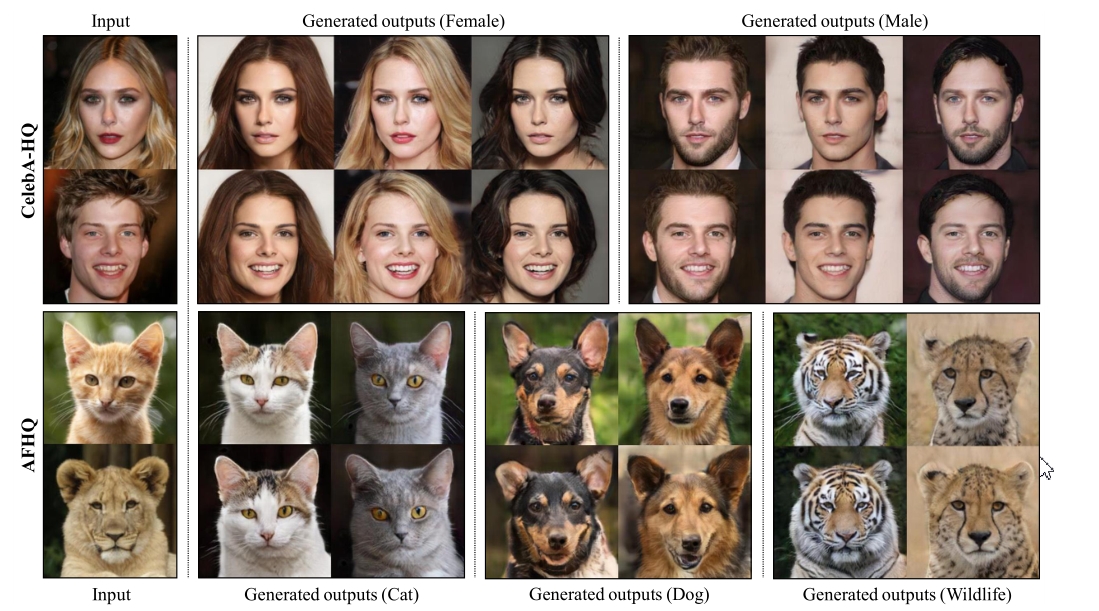 Input
Generated outputs (Female)
Generated outputs (Male)
CelebA-HQ
AFHQ
Input
Generated outputs (Cat)
Generated outputs (Dog)
Generated outputs (Wildlife)